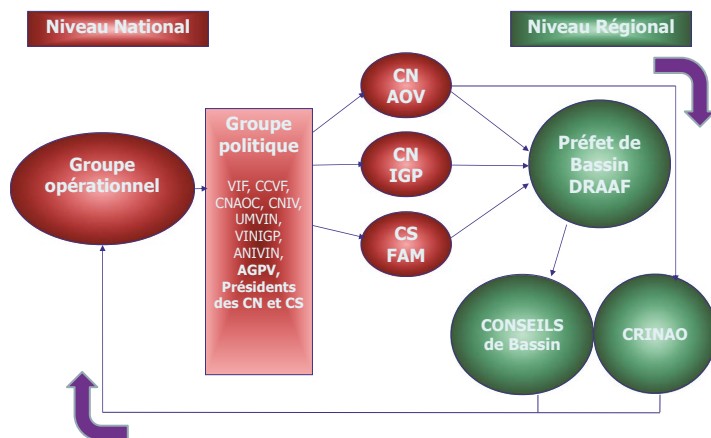 Niveau National
Niveau Régional
Groupe
opérationnel
Groupe
politique
VIF, CCVF,
CNAOC, CNIV,
UMVIN,
VINIGP,
ANIVIN,
AGPV,
Présidents
des CN et CS
CN
AOV
CN
IGP
CS
FAM
Préfet de
Bassin
DRAAF
CONSEILS
de Bassin
CRINAO